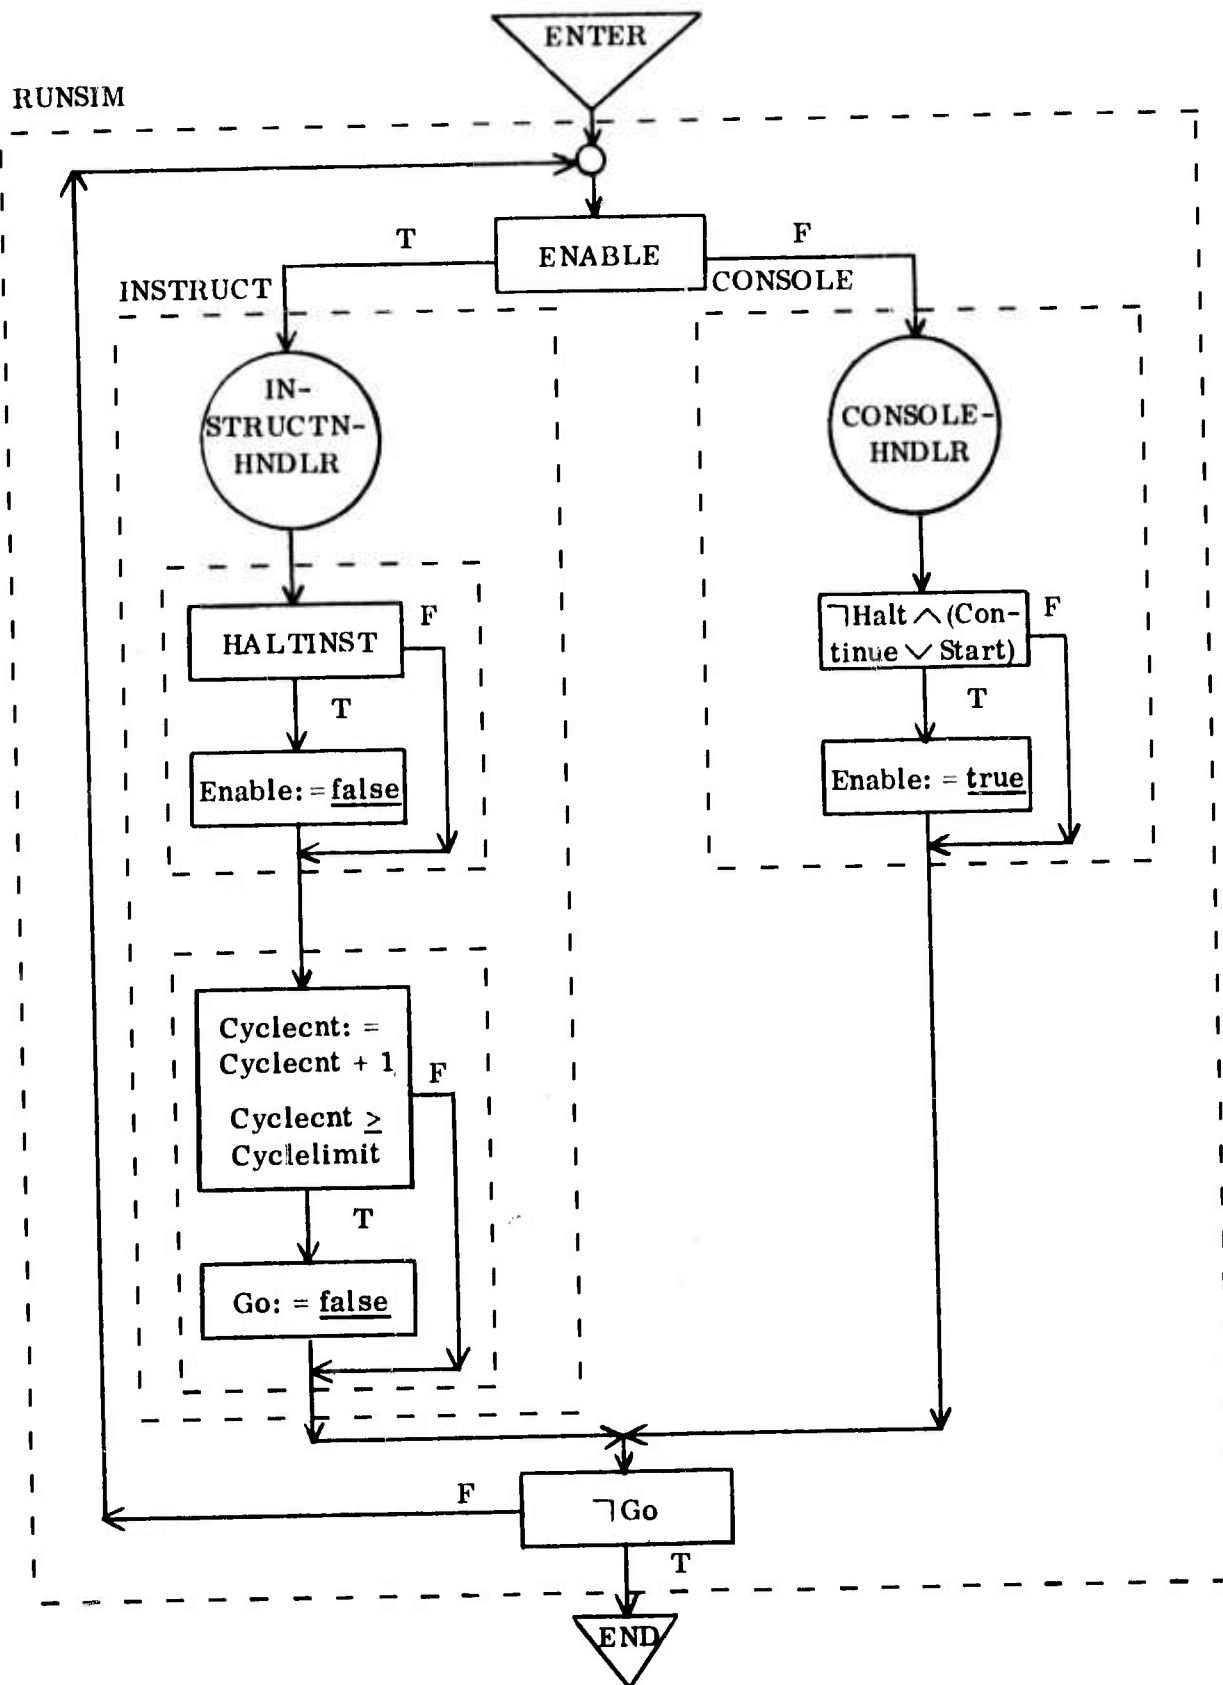 ENTER
RUNSIM
T
F
ENABLE
INSTRUCT
CONSOLE
IN-
STRUCTN-
HNDLR
CONSOLE-
HNDLR
HALTINST
F
T
Enable: = false
¬Halt ∧ (Con-
tinue ∨ Start)
F
T
Enable: = true
Cyclecnt: =
Cyclecnt + 1
Cyclecnt ≥
Cyclelimit
F
T
Go: = false
F
¬Go
T
END